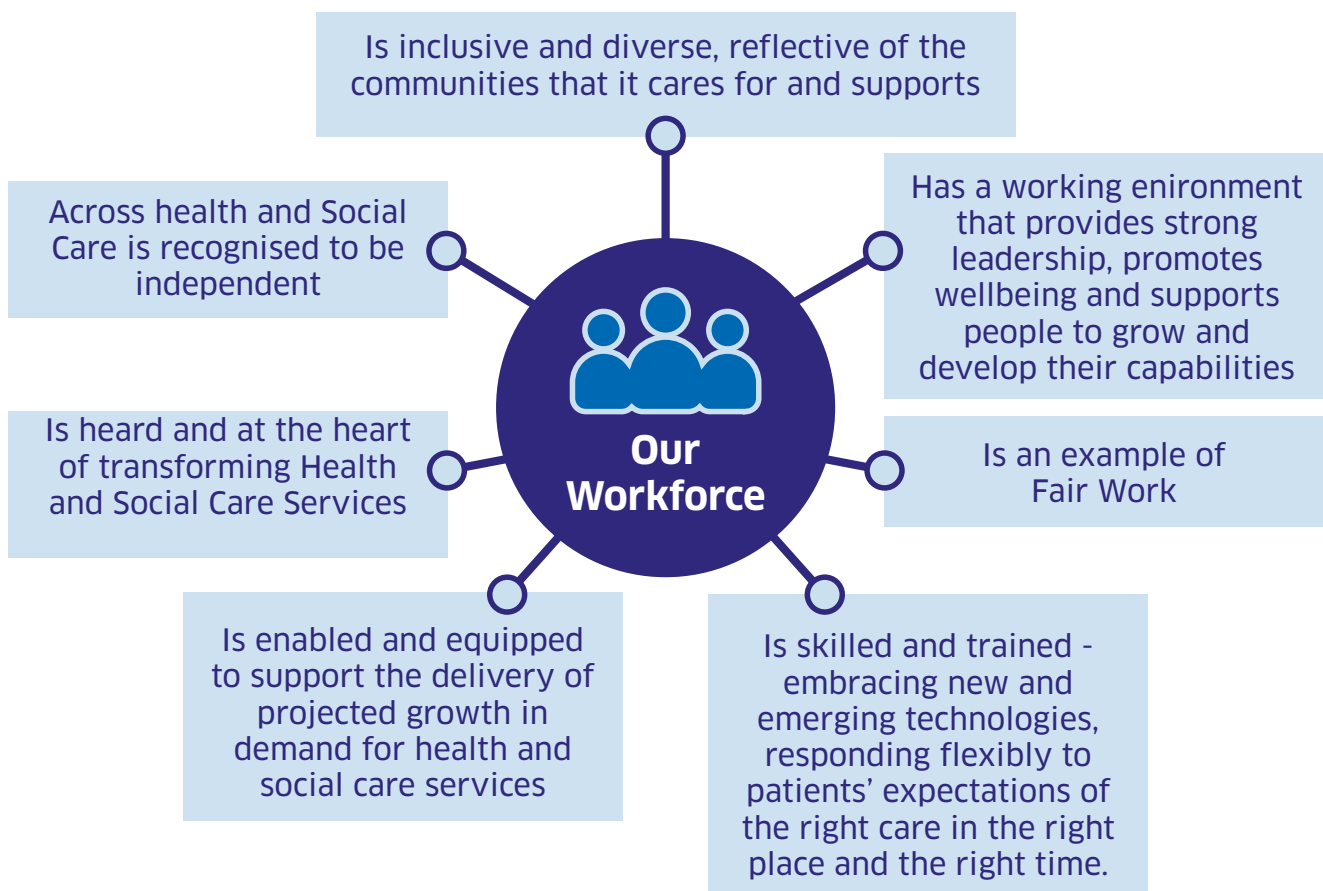 Is inclusive and diverse, reflective of the
communities that it cares for and supports
Across health and Social
Care is recognised to be
independent
Has a working enironment
that provides strong
leadership, promotes
wellbeing and supports
people to grow and
develop their capabilities
Is heard and at the heart
of transforming Health
and Social Care Services
Our
Workforce
Is an example of
Fair Work
Is enabled and equipped
to support the delivery of
projected growth in
demand for health and
social care services
Is skilled and trained -
embracing new and
emerging technologies,
responding flexibly to
patients’ expectations of
the right care in the right
place and the right time.